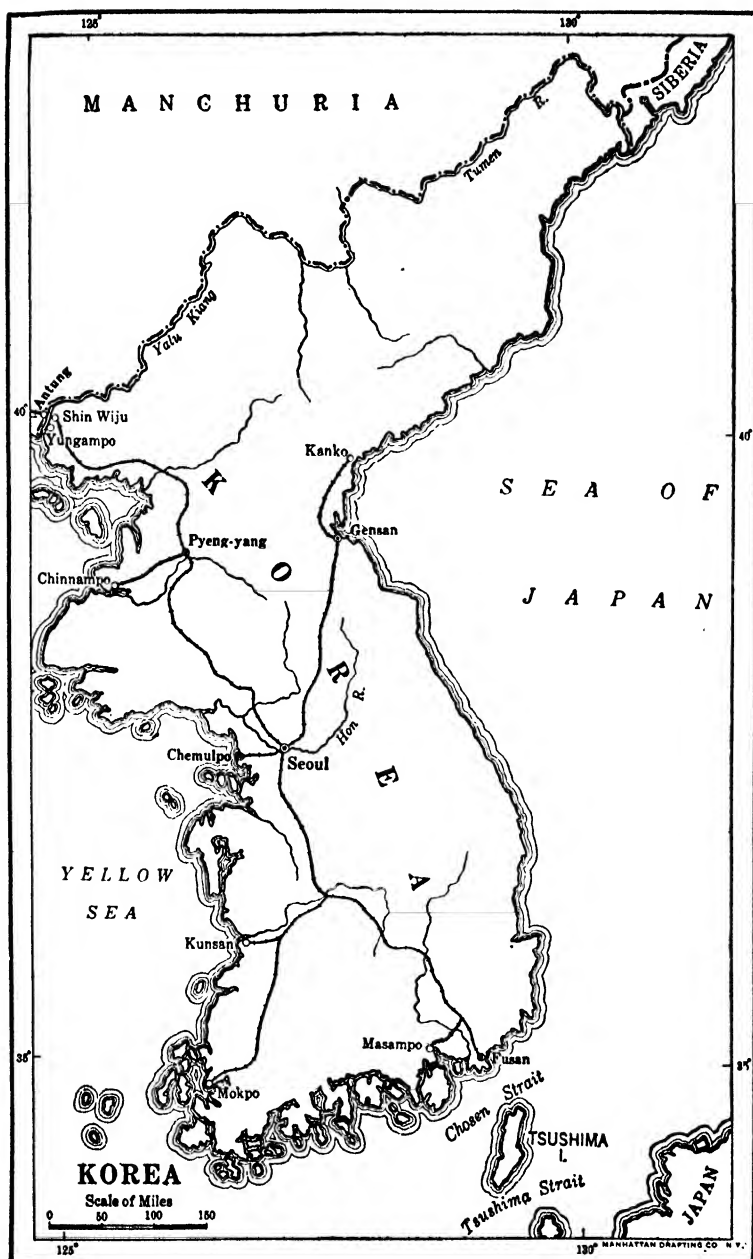 125
130
MANCHURIA
SIBERIA
Tumen R.
Yalu Kiang
Antung
40°
Shin Wiju
Yungampo
40°
Kanko
SEA OF
JAPAN
KOREA
Gensan
Pyeng-yang
Chinnampo
Hon R.
Chemulpo
Seoul
YELLOW
SEA
Kunsan
Masampo
Fusan
35°
35
Mokpo
Chosen Strait
TSUSHIMA
I.
Tsushima Strait
JAPAN
KOREA
Scale of Miles
0 50 100 150
125°
130°
MANHATTAN DRAFTING CO N.Y.